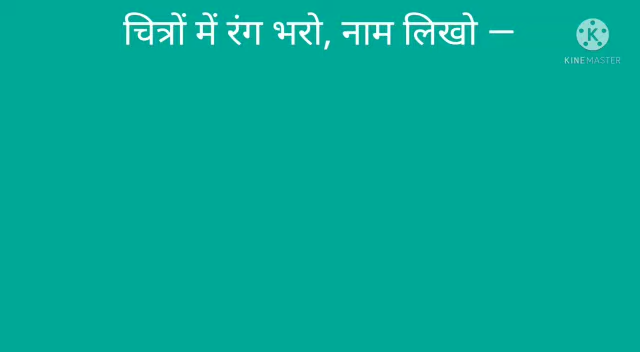 चित्रों में रंग भरो, नाम लिखो –
K
KINEMASTER